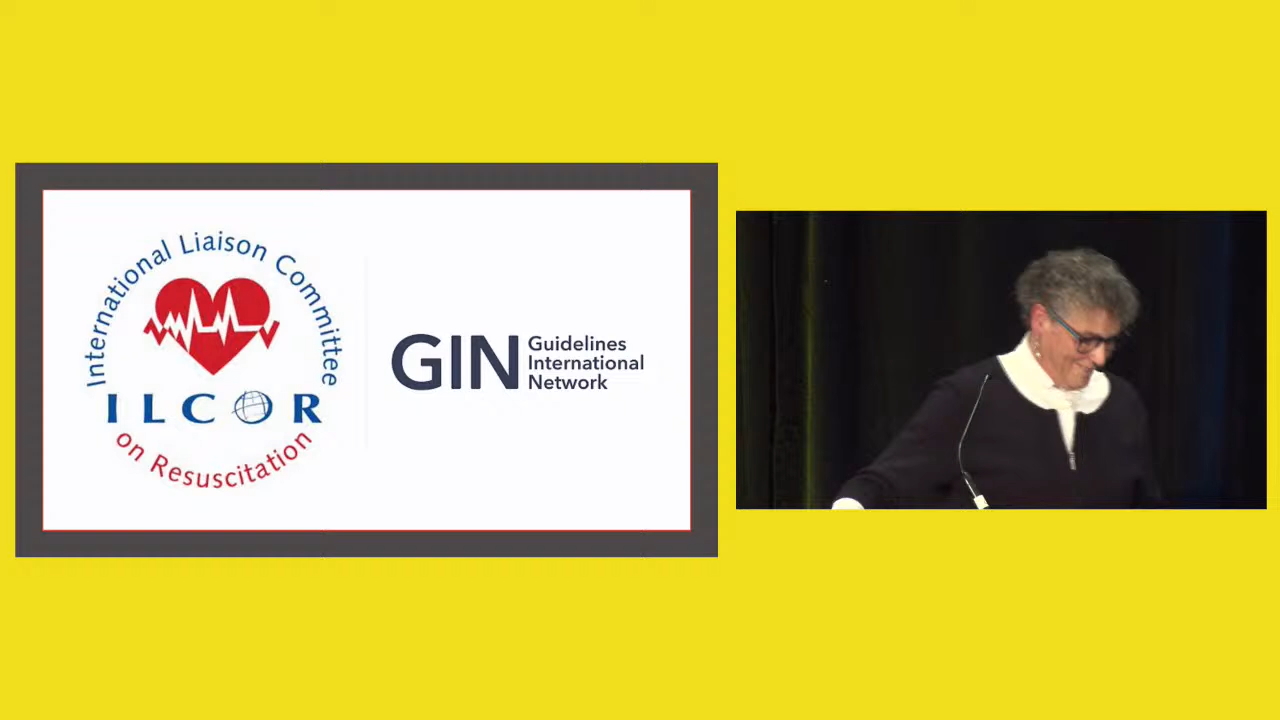 International Liaison Committee
ILCOR
on Resuscitation
GIN
Guidelines
International
Network